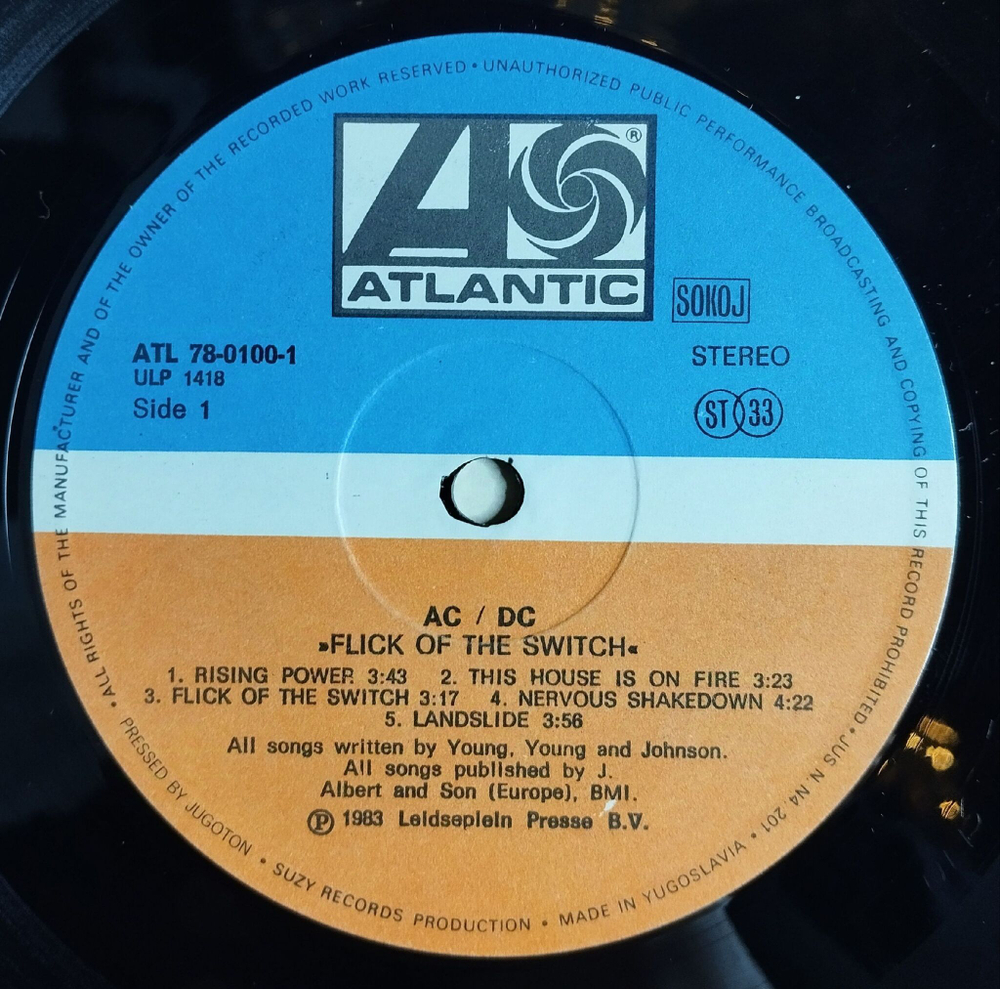 ALL RIGHTS OF THE MANUFACTURER AND OF THE OWNER OF THE RECORDED WORK RESERVED • UNAUTHORIZED PUBLIC PERFORMANCE BROADCASTING AND COPYING OF THIS RECORD PROHIBITED • JUS N. N4 201 •
A
®
ATLANTIC
SOKOJ
ATL 78-0100-1
ULP 1418
Side 1
STEREO
ST 33
AC / DC
»FLICK OF THE SWITCH«
1. RISING POWER 3:43 2. THIS HOUSE IS ON FIRE 3:23
3. FLICK OF THE SWITCH 3:17 4. NERVOUS SHAKEDOWN 4:22
5. LANDSLIDE 3:56
All songs written by Young, Young and Johnson.
All songs published by J.
Albert and Son (Europe), BMI.
℗ 1983 Leidseplein Presse B.V.
PRESSED BY JUGOTON • SUZY RECORDS PRODUCTION • MADE IN YUGOSLAVIA